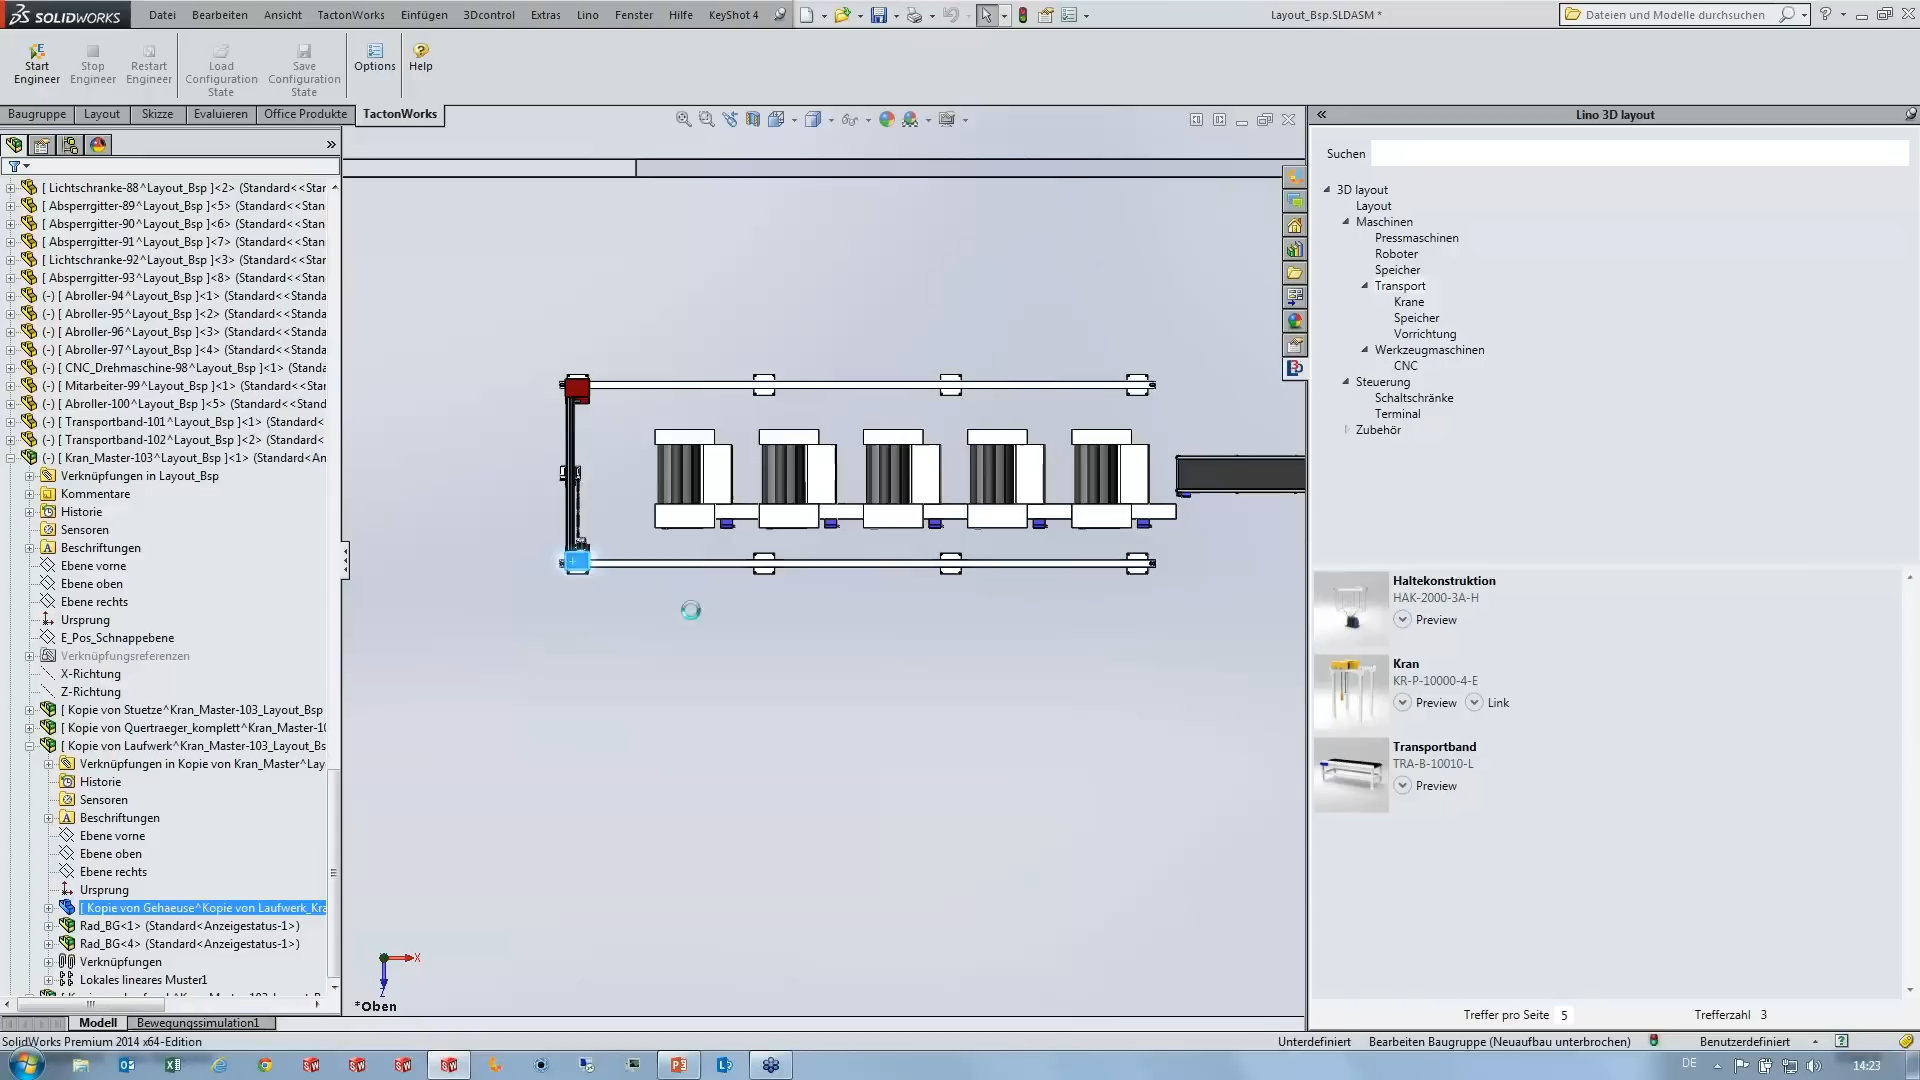 SOLIDWORKS
Datei Bearbeiten Ansicht TactonWorks Einfügen 3Dcontrol Extras Lino Fenster Hilfe KeyShot 4
Layout_Bsp.SLDASM *
Dateien und Modelle durchsuchen
Start Engineer
Stop Engineer
Restart Engineer
Load Configuration State
Save Configuration State
Options
Help
Baugruppe Layout Skizze Evaluieren Office Produkte TactonWorks
[ Lichtschranke-88^Layout_Bsp ]<2> (Standard<<Star
[ Absperrgitter-89^Layout_Bsp ]<5> (Standard<<Stan
[ Absperrgitter-90^Layout_Bsp ]<6> (Standard<<Stan
[ Absperrgitter-91^Layout_Bsp ]<7> (Standard<<Stan
[ Lichtschranke-92^Layout_Bsp ]<3> (Standard<<Star
[ Absperrgitter-93^Layout_Bsp ]<8> (Standard<<Stan
(-) [ Abroller-94^Layout_Bsp ]<1> (Standard<<Standa
(-) [ Abroller-95^Layout_Bsp ]<2> (Standard<<Standa
(-) [ Abroller-96^Layout_Bsp ]<3> (Standard<<Standa
(-) [ Abroller-97^Layout_Bsp ]<4> (Standard<<Standa
(-) [ CNC_Drehmaschine-98^Layout_Bsp ]<1> (Standa
(-) [ Mitarbeiter-99^Layout_Bsp ]<1> (Standard<<Sta
(-) [ Abroller-100^Layout_Bsp ]<5> (Standard<<Stand
(-) [ Transportband-101^Layout_Bsp ]<1> (Standard<
(-) [ Transportband-102^Layout_Bsp ]<2> (Standard<
(-) [ Kran_Master-103^Layout_Bsp ]<1> (Standard<An
Verknüpfungen in Layout_Bsp
Kommentare
Historie
Sensoren
Beschriftungen
Ebene vorne
Ebene oben
Ebene rechts
Ursprung
E_Pos_Schnappebene
Verknüpfungsreferenzen
X-Richtung
Z-Richtung
[ Kopie von Stuetze^Kran_Master-103_Layout_Bsp
[ Kopie von Quertraeger_komplett^Kran_Master-10
[ Kopie von Laufwerk^Kran_Master-103_Layout_Bs
Verknüpfungen in Kopie von Kran_Master^Lay
Historie
Sensoren
Beschriftungen
Ebene vorne
Ebene oben
Ebene rechts
Ursprung
[ Kopie von Gehaeuse^Kopie von Laufwerk_Kra
Rad_BG<1> (Standard<Anzeigestatus-1>)
Rad_BG<4> (Standard<Anzeigestatus-1>)
Verknüpfungen
Lokales lineares Muster1
X
Z
*Oben
Modell Bewegungssimulation1
Lino 3D layout
Suchen
3D layout
Layout
Maschinen
Pressmaschinen
Roboter
Speicher
Transport
Krane
Speicher
Vorrichtung
Werkzeugmaschinen
CNC
Steuerung
Schaltschränke
Terminal
Zubehör
Haltekonstruktion
HAK-2000-3A-H
Preview
Kran
KR-P-10000-4-E
Preview Link
Transportband
TRA-B-10010-L
Preview
Treffer pro Seite 5 Trefferzahl 3
SolidWorks Premium 2014 x64-Edition
Unterdefiniert Bearbeiten Baugruppe (Neuaufbau unterbrochen) Benutzerdefiniert
DE 14:23